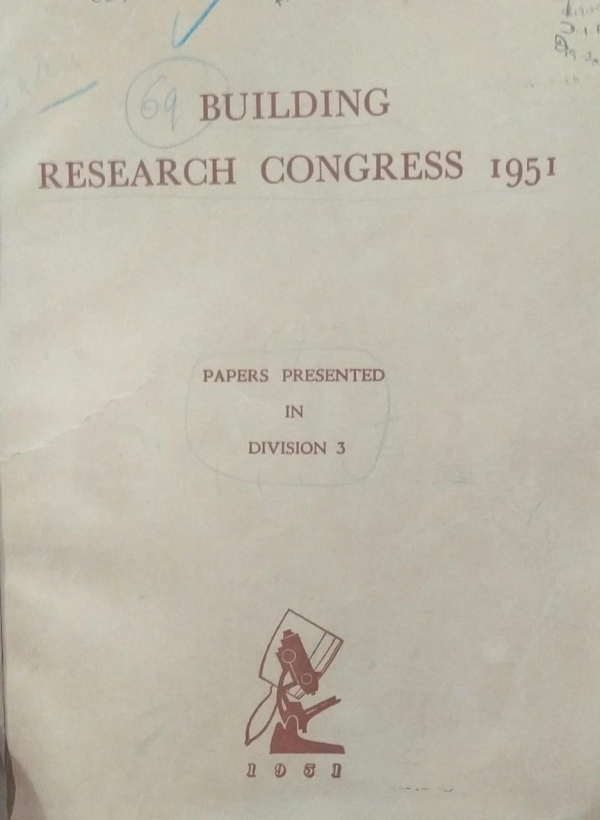 69
BUILDING
RESEARCH CONGRESS 1951
PAPERS PRESENTED
IN
DIVISION 3
1951